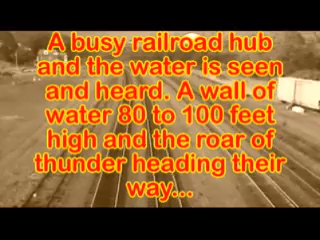 A busy railroad hub
and the water is seen
and heard. A wall of
water 80 to 100 feet
high and the roar of
thunder heading their
way...